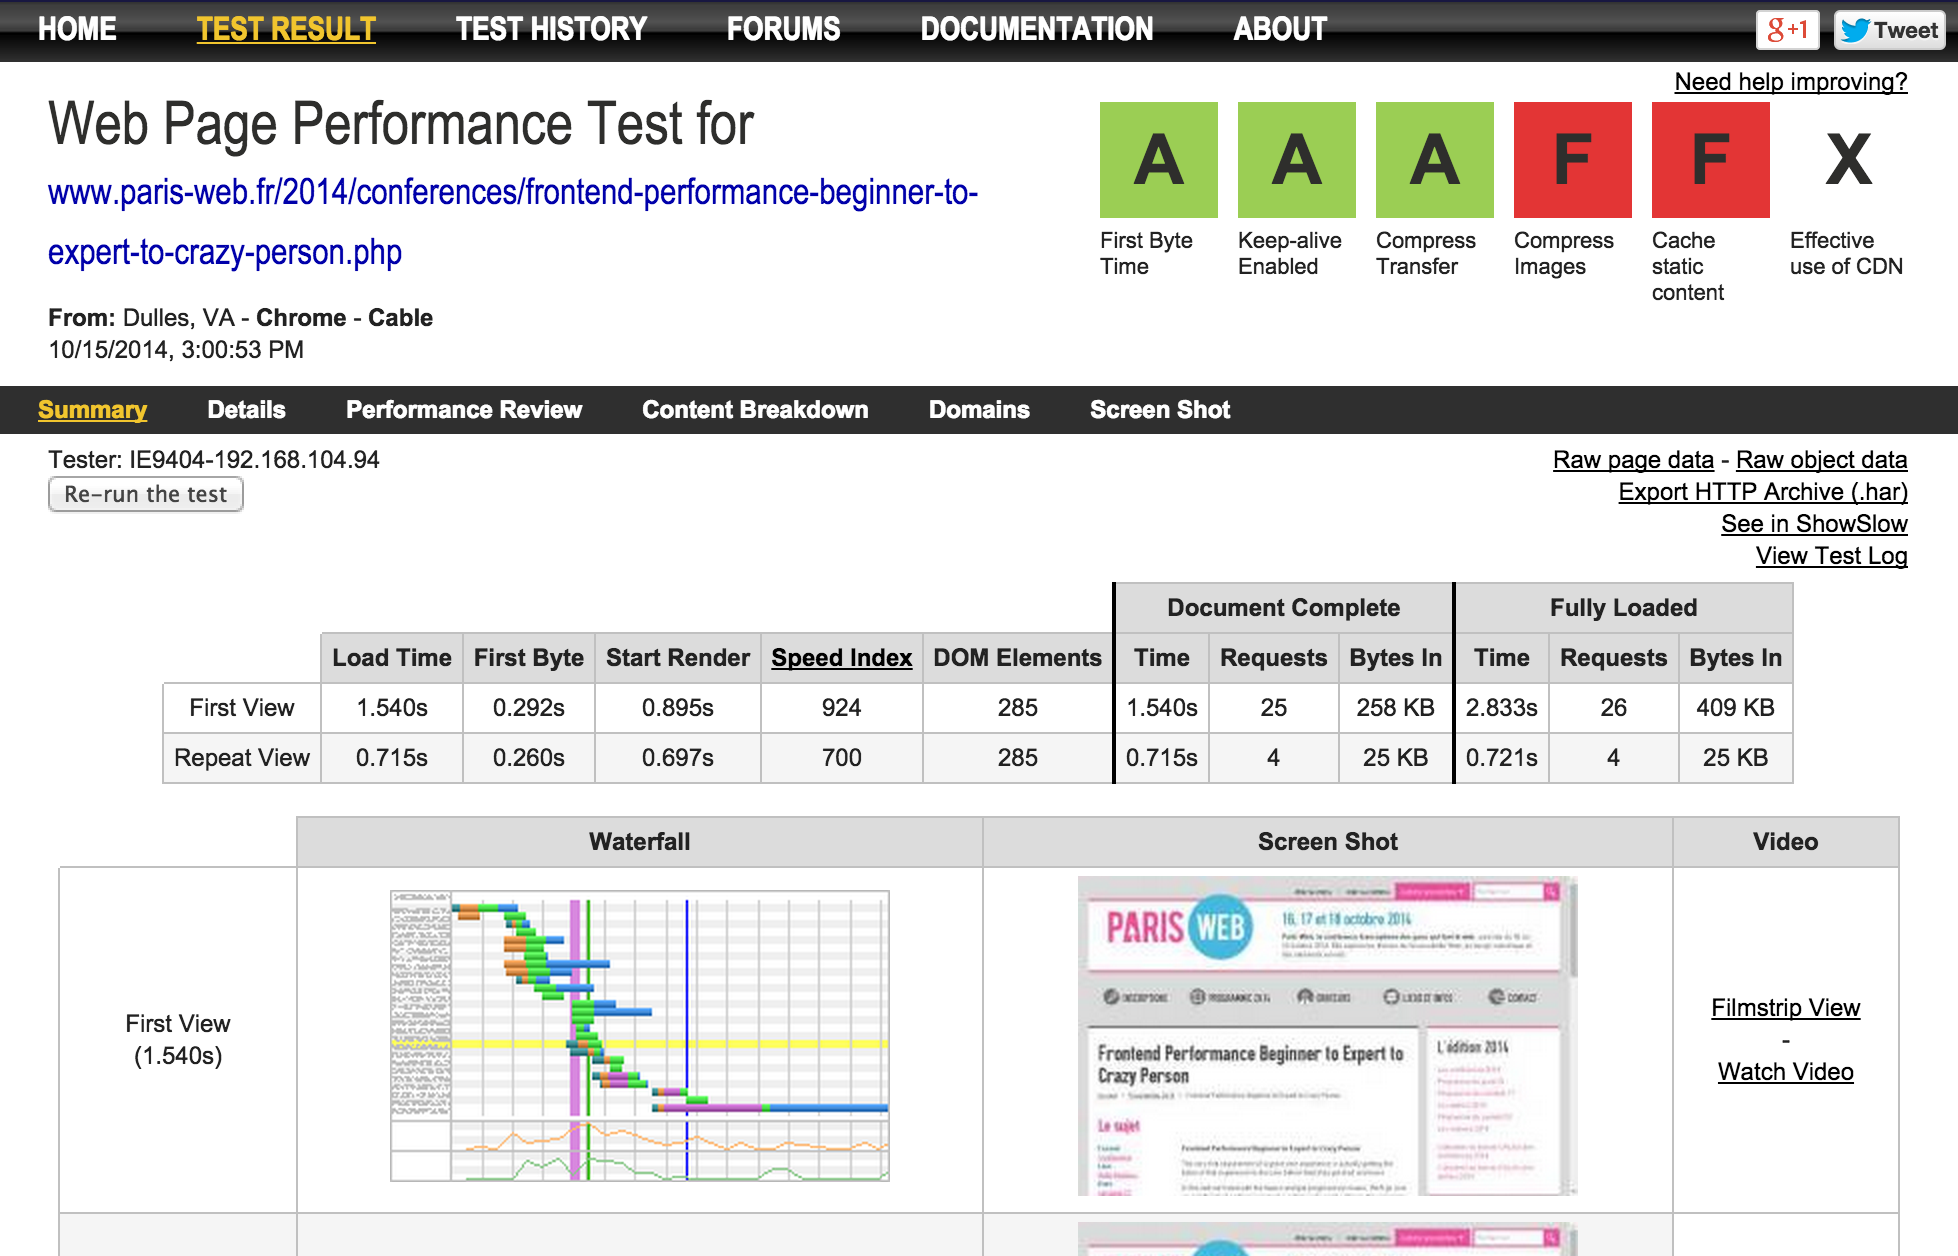 HOME TEST RESULT TEST HISTORY FORUMS DOCUMENTATION ABOUT
g+1 Tweet
Need help improving?
Web Page Performance Test for
www.paris-web.fr/2014/conferences/frontend-performance-beginner-to-
expert-to-crazy-person.php
From: Dulles, VA - Chrome - Cable
10/15/2014, 3:00:53 PM
A A A F F X
First Byte Time
Keep-alive Enabled
Compress Transfer
Compress Images
Cache static content
Effective use of CDN
Summary Details Performance Review Content Breakdown Domains Screen Shot
Tester: IE9404-192.168.104.94
Re-run the test
Raw page data - Raw object data
Export HTTP Archive (.har)
See in ShowSlow
View Test Log
Document Complete Fully Loaded
Load Time First Byte Start Render Speed Index DOM Elements Time Requests Bytes In Time Requests Bytes In
First View 1.540s 0.292s 0.895s 924 285 1.540s 25 258 KB 2.833s 26 409 KB
Repeat View 0.715s 0.260s 0.697s 700 285 0.715s 4 25 KB 0.721s 4 25 KB
Waterfall Screen Shot Video
First View
(1.540s)
PARIS WEB
16, 17 et 18 octobre 2014
Frontend Performance Beginner to Expert to
Crazy Person
L'édition 2014
Le sujet
Frontend Performance Beginner to Expert to Crazy Person
Filmstrip View
-
Watch Video